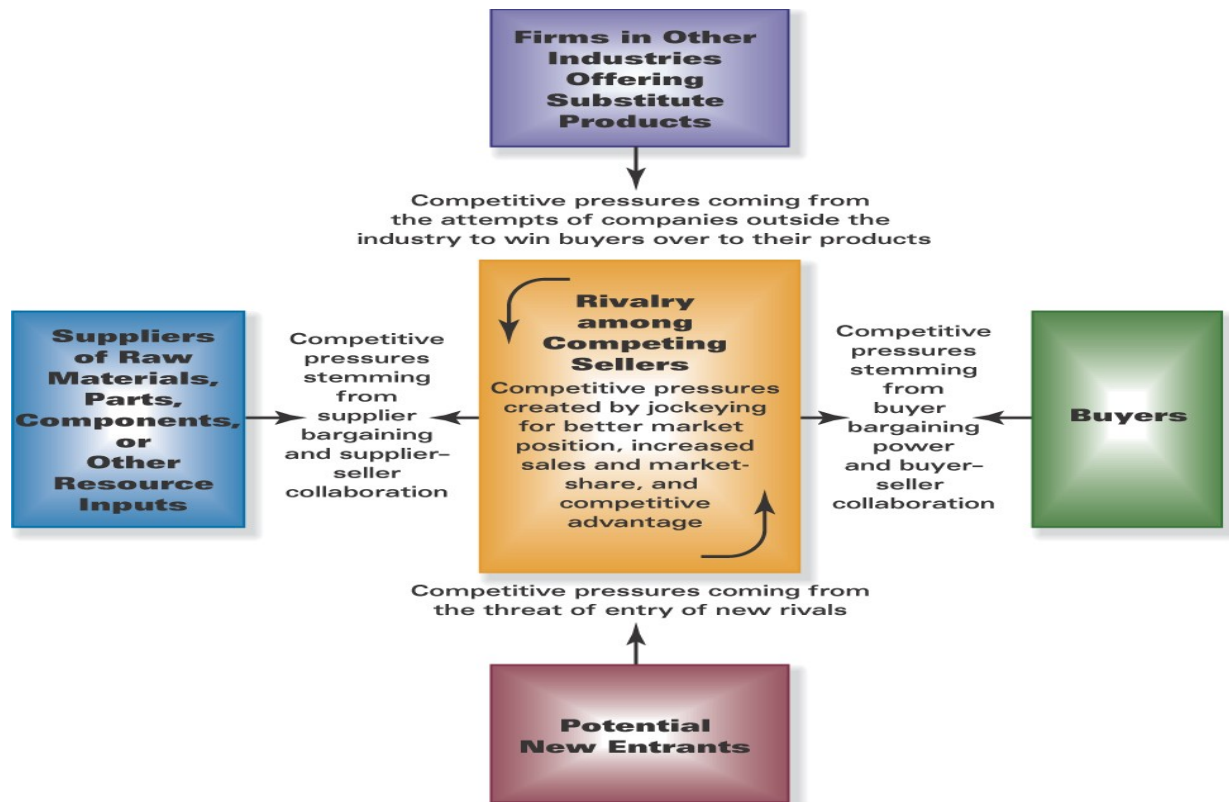 Firms in Other
Industries
Offering
Substitute
Products
Competitive pressures coming from
the attempts of companies outside the
industry to win buyers over to their products
Suppliers
of Raw
Materials,
Parts,
Components,
or
Other
Resource
Inputs
Competitive
pressures
stemming
from
supplier
bargaining
and supplier–
seller
collaboration
Rivalry
among
Competing
Sellers
Competitive pressures
created by jockeying
for better market
position, increased
sales and market-
share, and
competitive
advantage
Competitive
pressures
stemming
from
buyer
bargaining
power
and buyer–
seller
collaboration
Buyers
Competitive pressures coming from
the threat of entry of new rivals
Potential
New Entrants